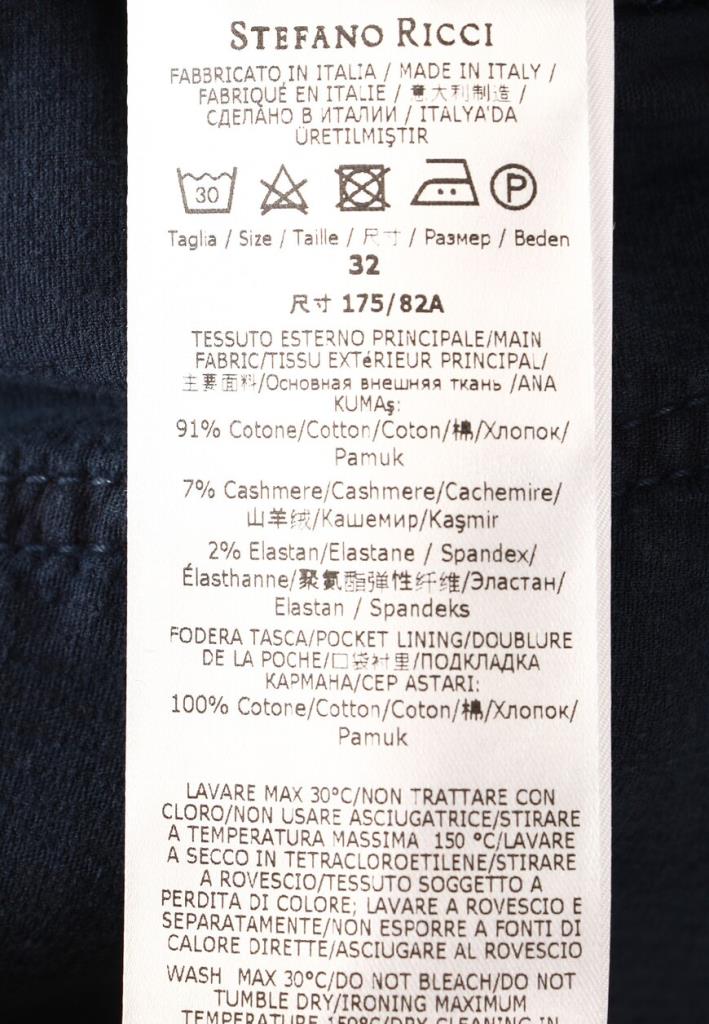 STEFANO RICCI
FABBRICATO IN ITALIA / MADE IN ITALY /
FABRIQUÉ EN ITALIE / 意大利制造 /
СДЕЛАНО В ИТАЛИИ / ITALYA'DA
ÜRETILMIŞTIR
30 P
Taglia / Size / Taille / 尺寸 / Размер / Beden
32
尺寸 175/82A
TESSUTO ESTERNO PRINCIPALE/MAIN
FABRIC/TISSU EXTéRIEUR PRINCIPAL/
主要面料/Основная внешняя ткань /ANA
KUMAş:
91% Cotone/Cotton/Coton/棉/Хлопок/
Pamuk
7% Cashmere/Cashmere/Cachemire/
山羊绒/Кашемир/Kaşmir
2% Elastan/Elastane / Spandex/
Élasthanne/聚氨酯弹性纤维/Эластан/
Elastan / Spandeks
FODERA TASCA/POCKET LINING/DOUBLURE
DE LA POCHE/口袋衬里/ПОДКЛАДКА
КАРМАНА/CEP ASTARI:
100% Cotone/Cotton/Coton/棉/Хлопок/
Pamuk
LAVARE MAX 30°C/NON TRATTARE CON
CLORO/NON USARE ASCIUGATRICE/STIRARE
A TEMPERATURA MASSIMA 150 °C/LAVARE
A SECCO IN TETRACLOROETILENE/STIRARE
A ROVESCIO/TESSUTO SOGGETTO A
PERDITA DI COLORE; LAVARE A ROVESCIO E
SEPARATAMENTE/NON ESPORRE A FONTI DI
CALORE DIRETTE/ASCIUGARE AL ROVESCIO
WASH MAX 30°C/DO NOT BLEACH/DO NOT
TUMBLE DRY/IRONING MAXIMUM
TEMPERATURE 150°C/DRY CLEANING IN